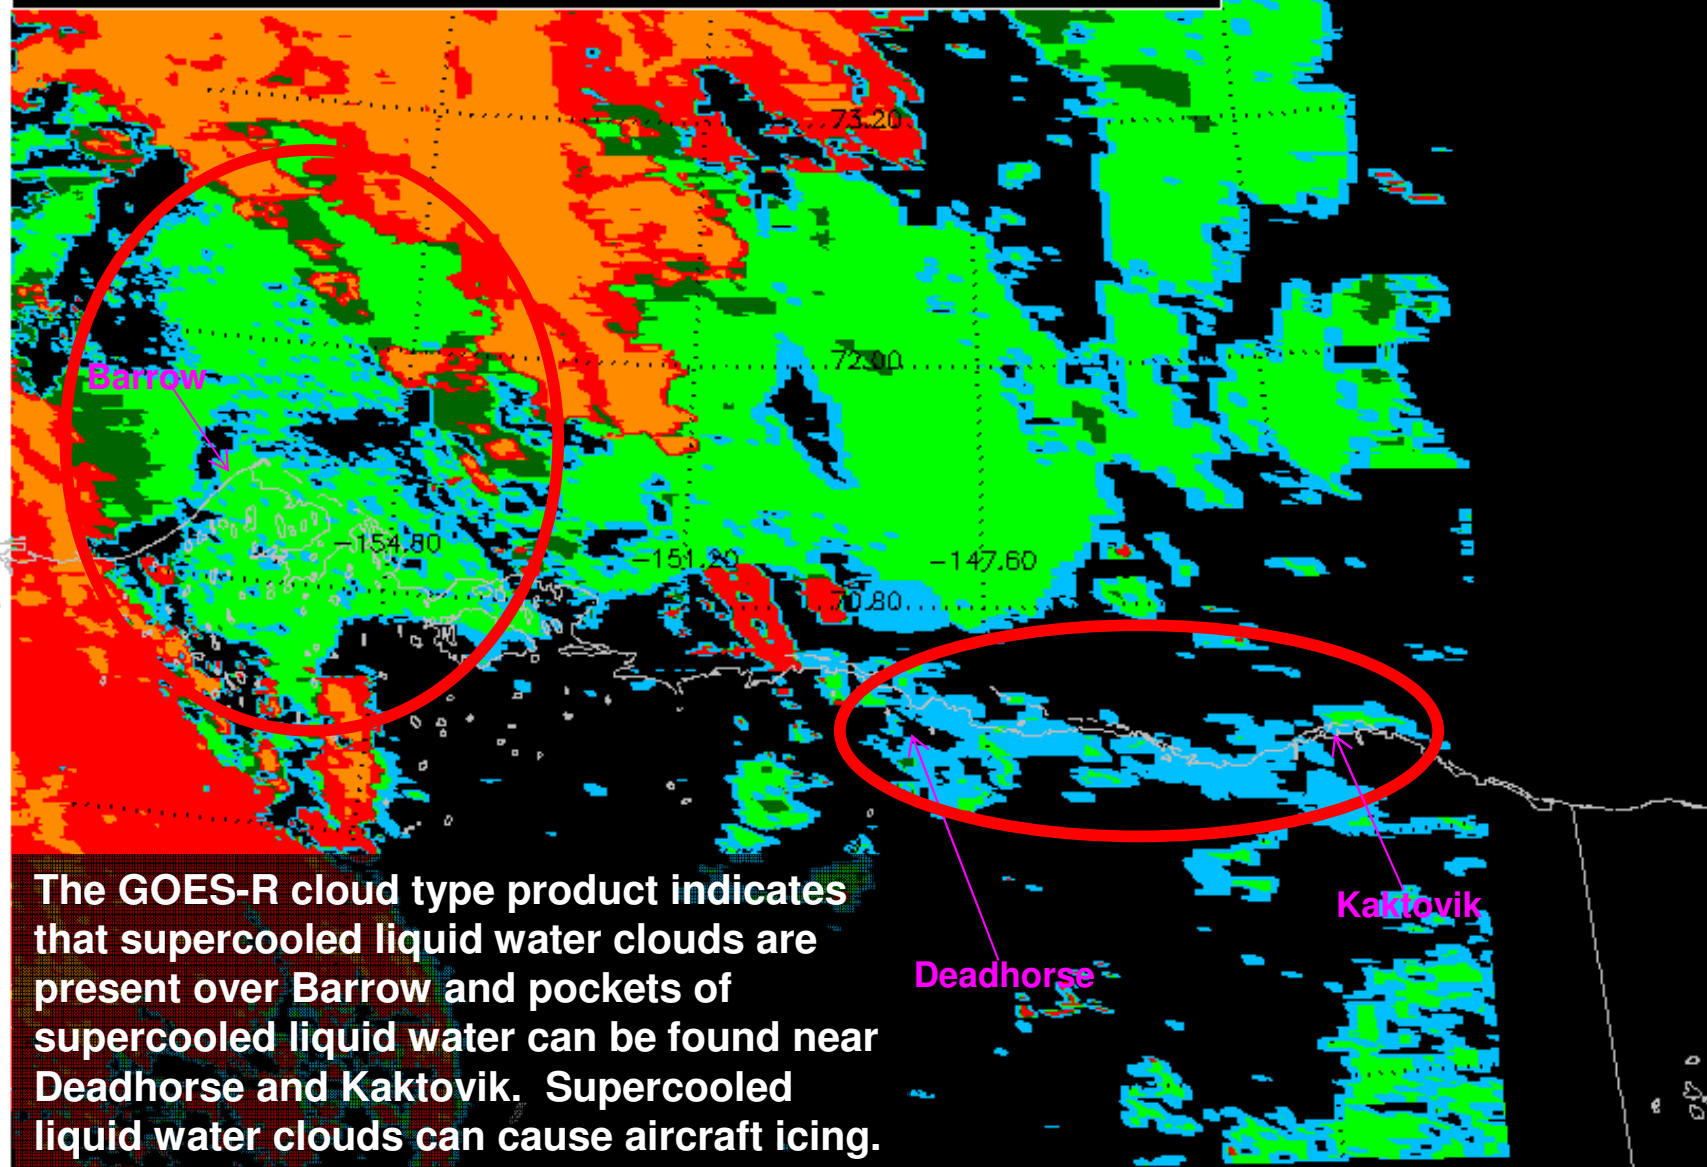 73.20
72.00
Barrow
-154.80
-151.20
-147.60
70.80
The GOES-R cloud type product indicates
that supercooled liquid water clouds are
present over Barrow and pockets of
supercooled liquid water can be found near
Deadhorse and Kaktovik. Supercooled
liquid water clouds can cause aircraft icing.
Kaktovik
Deadhorse